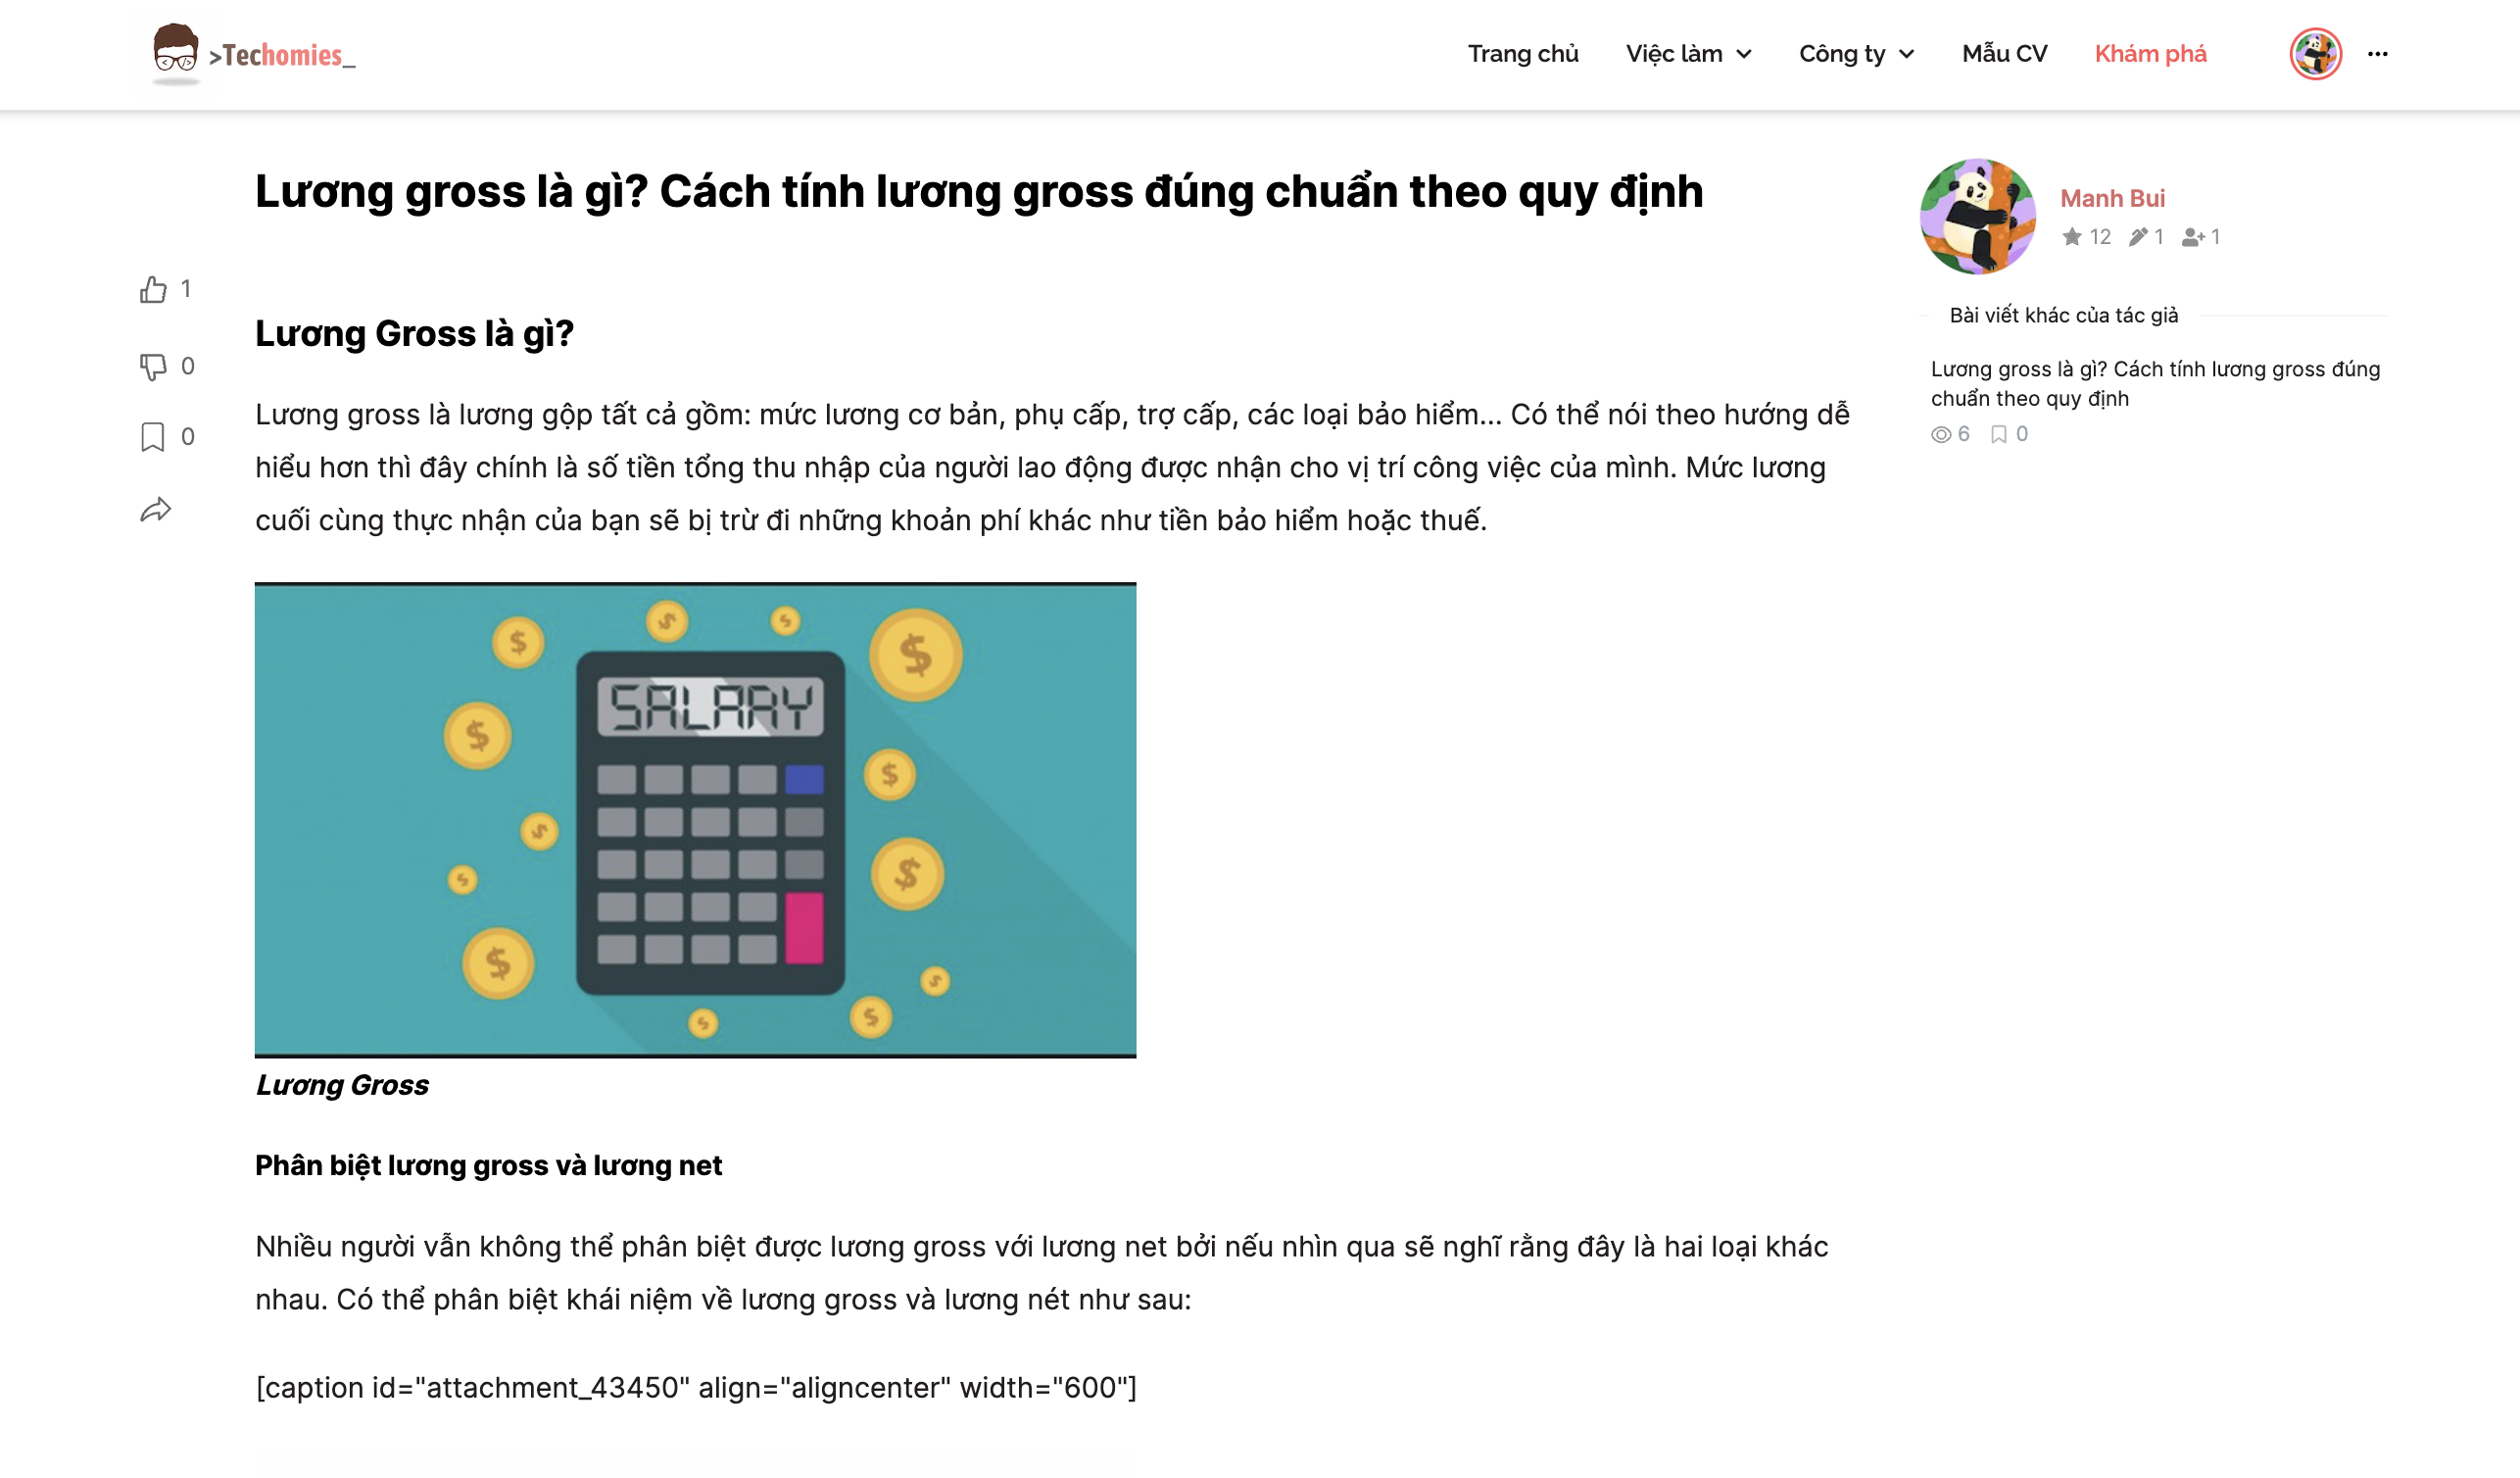 >Techomies_
Trang chủ
Việc làm
Công ty
Mẫu CV
Khám phá
Lương gross là gì? Cách tính lương gross đúng chuẩn theo quy định
Manh Bui
12 1 1
1
0
0
Bài viết khác của tác giả
Lương gross là gì? Cách tính lương gross đúng
chuẩn theo quy định
6 0
Lương Gross là gì?
Lương gross là lương gộp tất cả gồm: mức lương cơ bản, phụ cấp, trợ cấp, các loại bảo hiểm... Có thể nói theo hướng dễ
hiểu hơn thì đây chính là số tiền tổng thu nhập của người lao động được nhận cho vị trí công việc của mình. Mức lương
cuối cùng thực nhận của bạn sẽ bị trừ đi những khoản phí khác như tiền bảo hiểm hoặc thuế.
SALARY
Lương Gross
Phân biệt lương gross và lương net
Nhiều người vẫn không thể phân biệt được lương gross với lương net bởi nếu nhìn qua sẽ nghĩ rằng đây là hai loại khác
nhau. Có thể phân biệt khái niệm về lương gross và lương nét như sau:
[caption id="attachment_43450" align="aligncenter" width="600"]